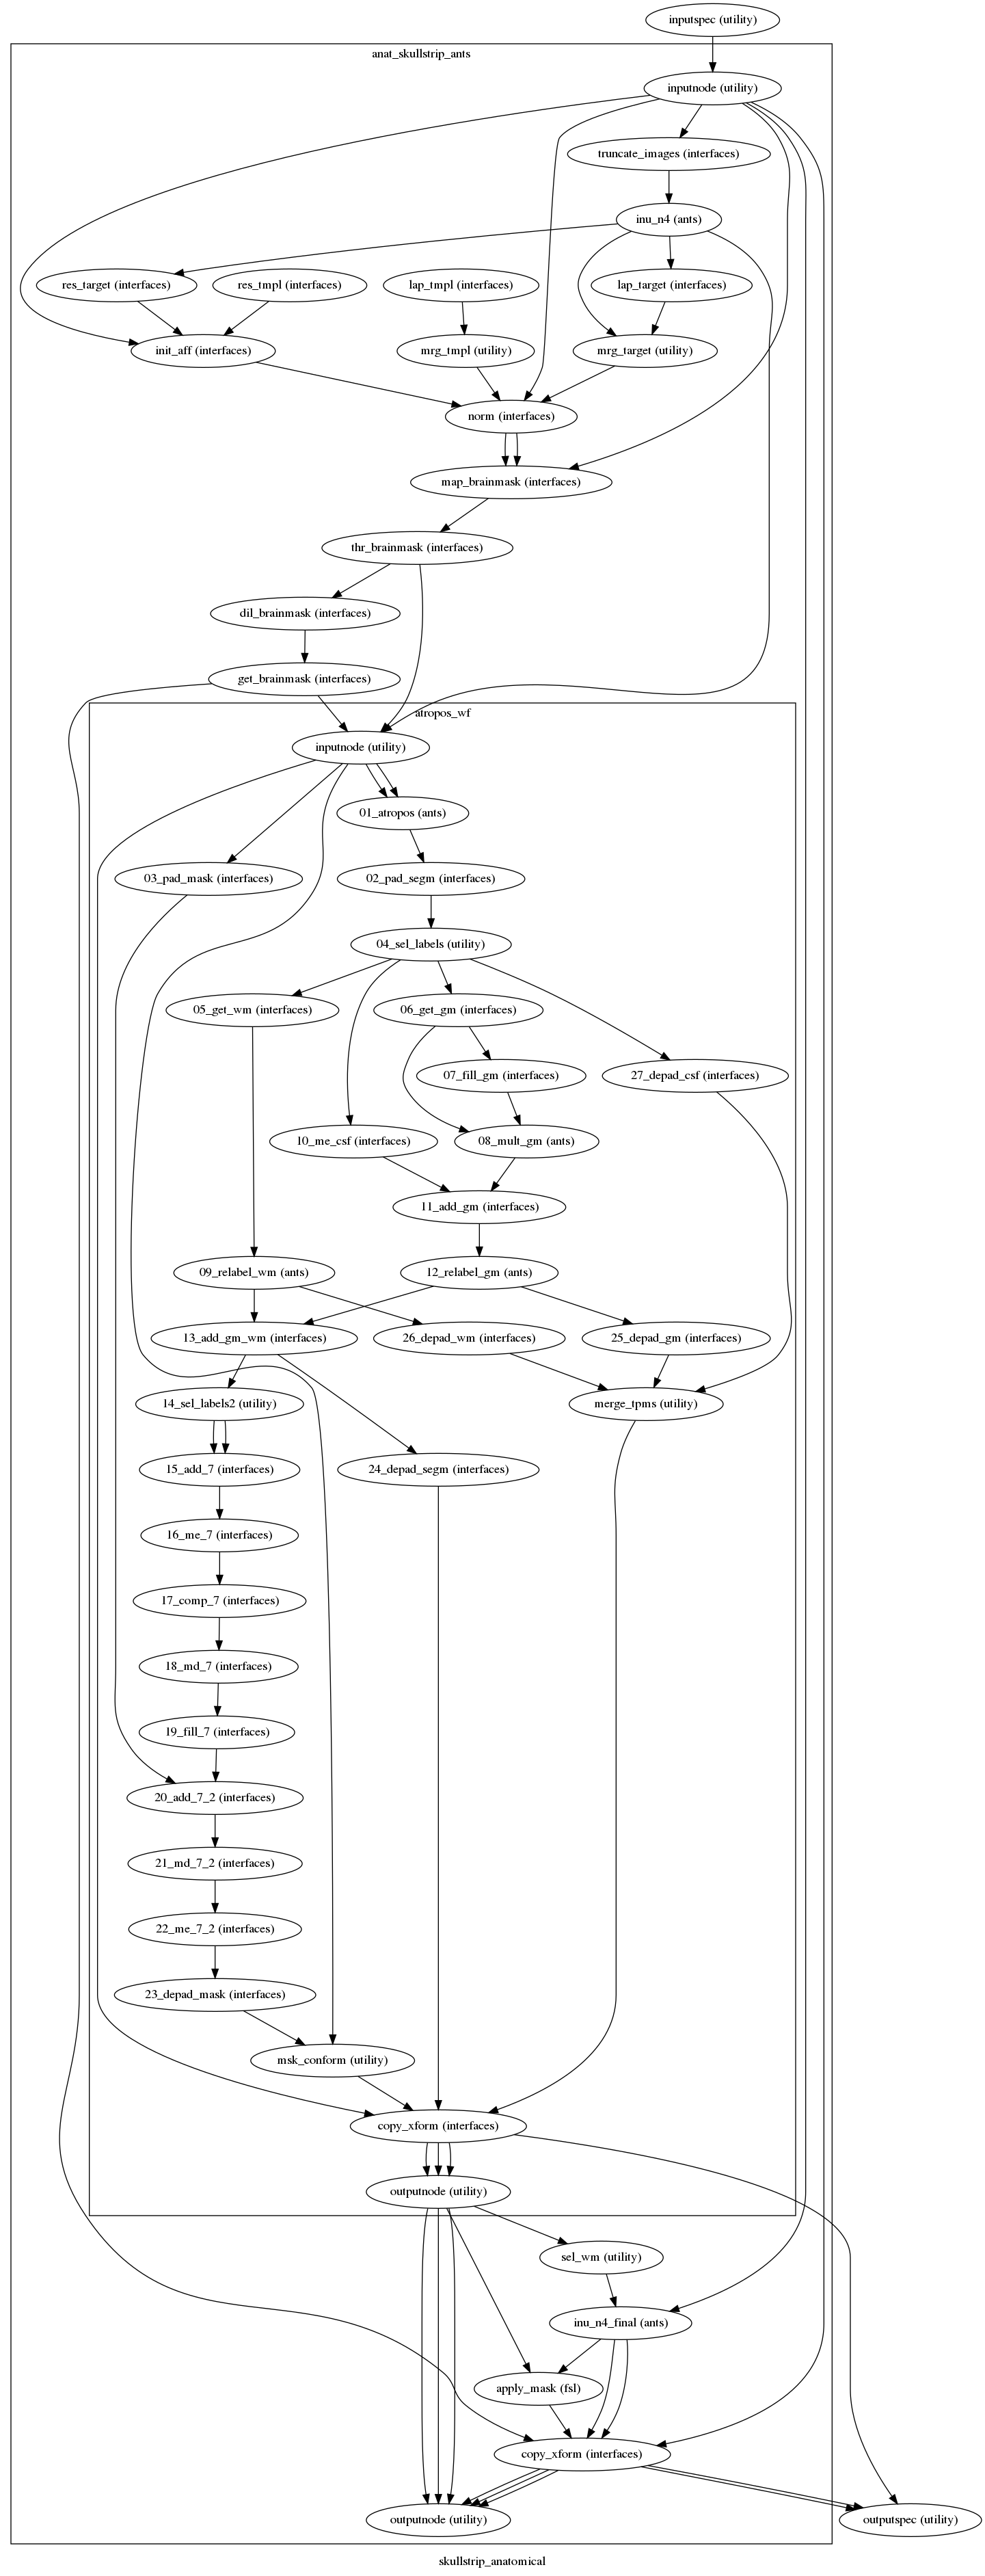 inputspec (utility)
anat_skullstrip_ants
inputnode (utility)
truncate_images (interfaces)
inu_n4 (ants)
res_target (interfaces)
res_tmpl (interfaces)
lap_tmpl (interfaces)
lap_target (interfaces)
init_aff (interfaces)
mrg_tmpl (utility)
mrg_target (utility)
norm (interfaces)
map_brainmask (interfaces)
thr_brainmask (interfaces)
dil_brainmask (interfaces)
get_brainmask (interfaces)
atropos_wf
inputnode (utility)
01_atropos (ants)
03_pad_mask (interfaces)
02_pad_segm (interfaces)
04_sel_labels (utility)
05_get_wm (interfaces)
06_get_gm (interfaces)
07_fill_gm (interfaces)
27_depad_csf (interfaces)
10_me_csf (interfaces)
08_mult_gm (ants)
11_add_gm (interfaces)
09_relabel_wm (ants)
12_relabel_gm (ants)
13_add_gm_wm (interfaces)
26_depad_wm (interfaces)
25_depad_gm (interfaces)
14_sel_labels2 (utility)
merge_tpms (utility)
15_add_7 (interfaces)
24_depad_segm (interfaces)
16_me_7 (interfaces)
17_comp_7 (interfaces)
18_md_7 (interfaces)
19_fill_7 (interfaces)
20_add_7_2 (interfaces)
21_md_7_2 (interfaces)
22_me_7_2 (interfaces)
23_depad_mask (interfaces)
msk_conform (utility)
copy_xform (interfaces)
outputnode (utility)
sel_wm (utility)
inu_n4_final (ants)
apply_mask (fsl)
copy_xform (interfaces)
outputnode (utility)
outputspec (utility)
skullstrip_anatomical